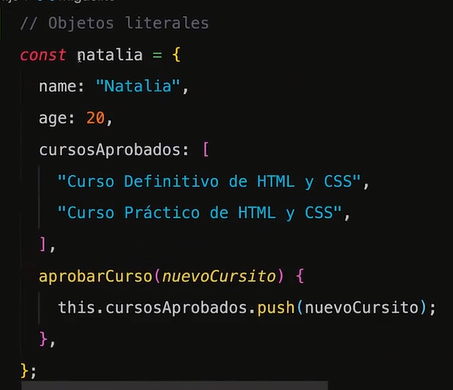 // Objetos literales
const natalia = {
name: "Natalia",
age: 20,
cursosAprobados: [
"Curso Definitivo de HTML y CSS",
"Curso Práctico de HTML y CSS",
],
aprobarCurso(nuevoCursito) {
this.cursosAprobados.push(nuevoCursito);
},
};